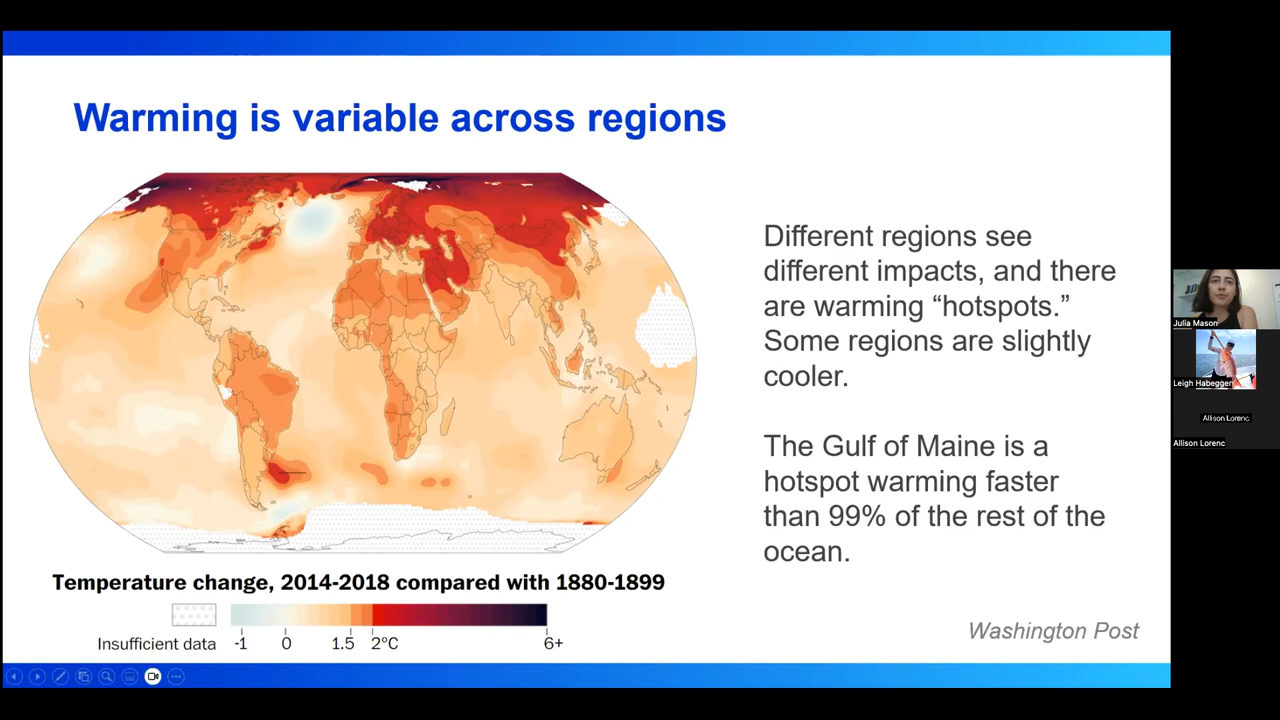 Warming is variable across regions
Different regions see
different impacts, and there
are warming “hotspots.”
Some regions are slightly
cooler.
The Gulf of Maine is a
hotspot warming faster
than 99% of the rest of the
ocean.
Temperature change, 2014-2018 compared with 1880-1899
Insufficient data -1 0 1.5 2°C 6+
Washington Post
Julia Mason
Leigh Habegger
Allison Lorenc
Allison Lorenc